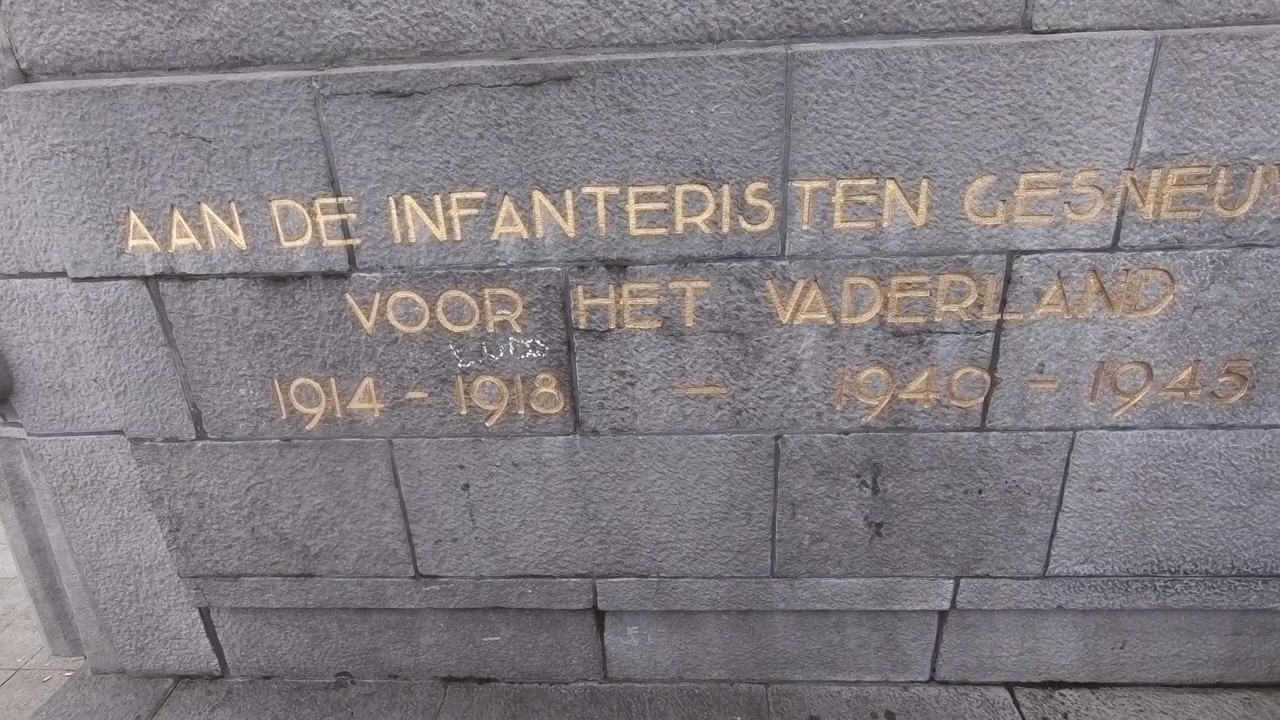 AAN DE INFANTERISTEN GESNEU
VOOR HET VADERLAND
1914 - 1918 - 1940 - 1945